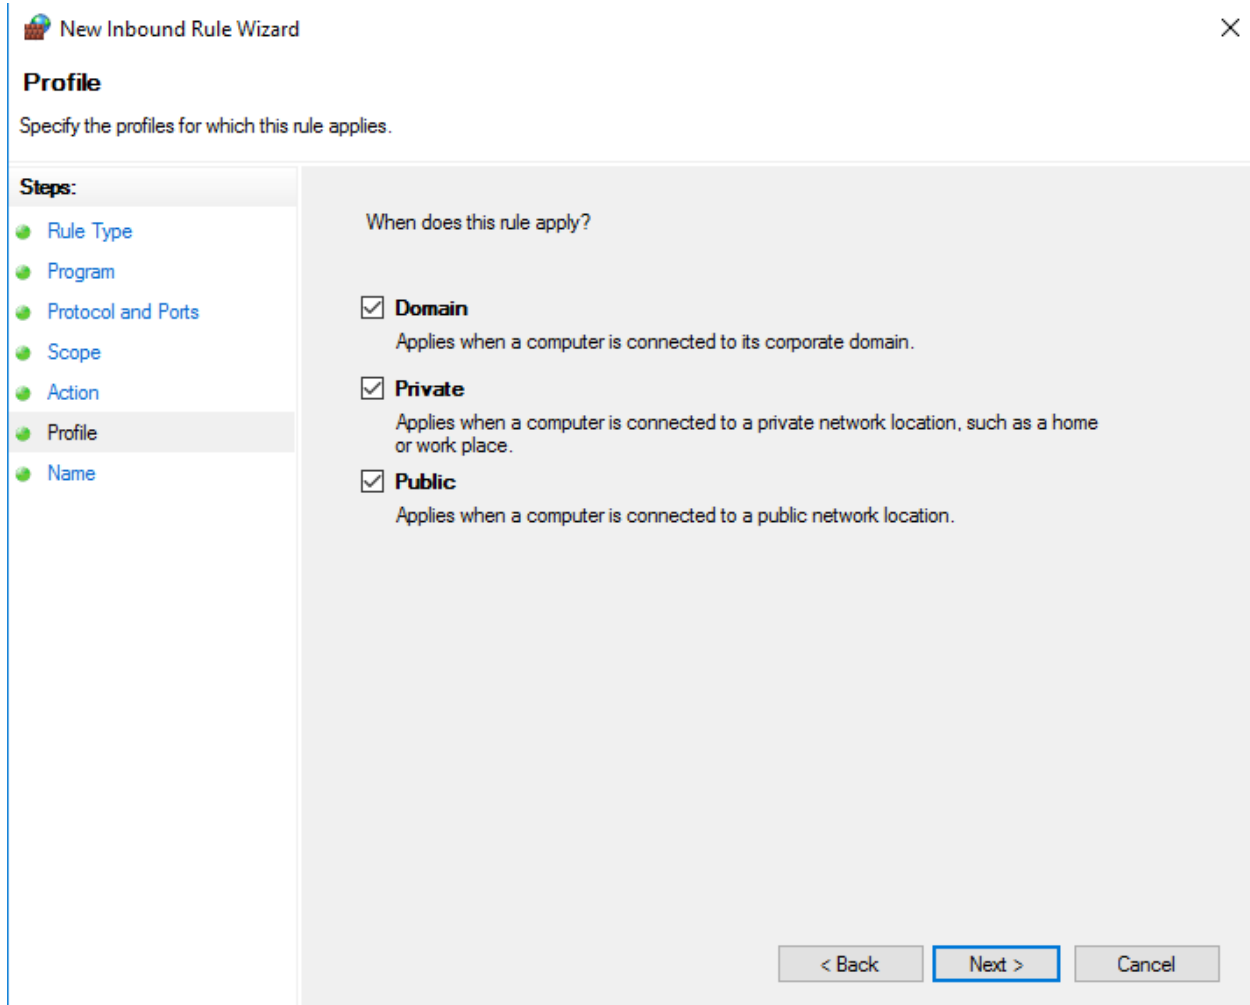 New Inbound Rule Wizard
Profile
Specify the profiles for which this rule applies.
Steps:
Rule Type
Program
Protocol and Ports
Scope
Action
Profile
Name
When does this rule apply?
Domain
Applies when a computer is connected to its corporate domain.
Private
Applies when a computer is connected to a private network location, such as a home
or work place.
Public
Applies when a computer is connected to a public network location.
< Back
Next >
Cancel